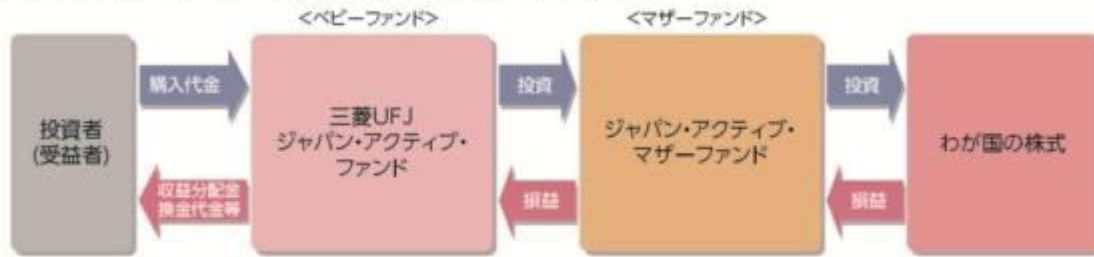 <ベビーファンド>
<マザーファンド>
投資者
(受益者)
購入代金
収益分配金
換金代金等
三菱UFJ
ジャパン・アクティブ・
ファンド
投資
損益
ジャパン・アクティブ・
マザーファンド
投資
損益
わが国の株式